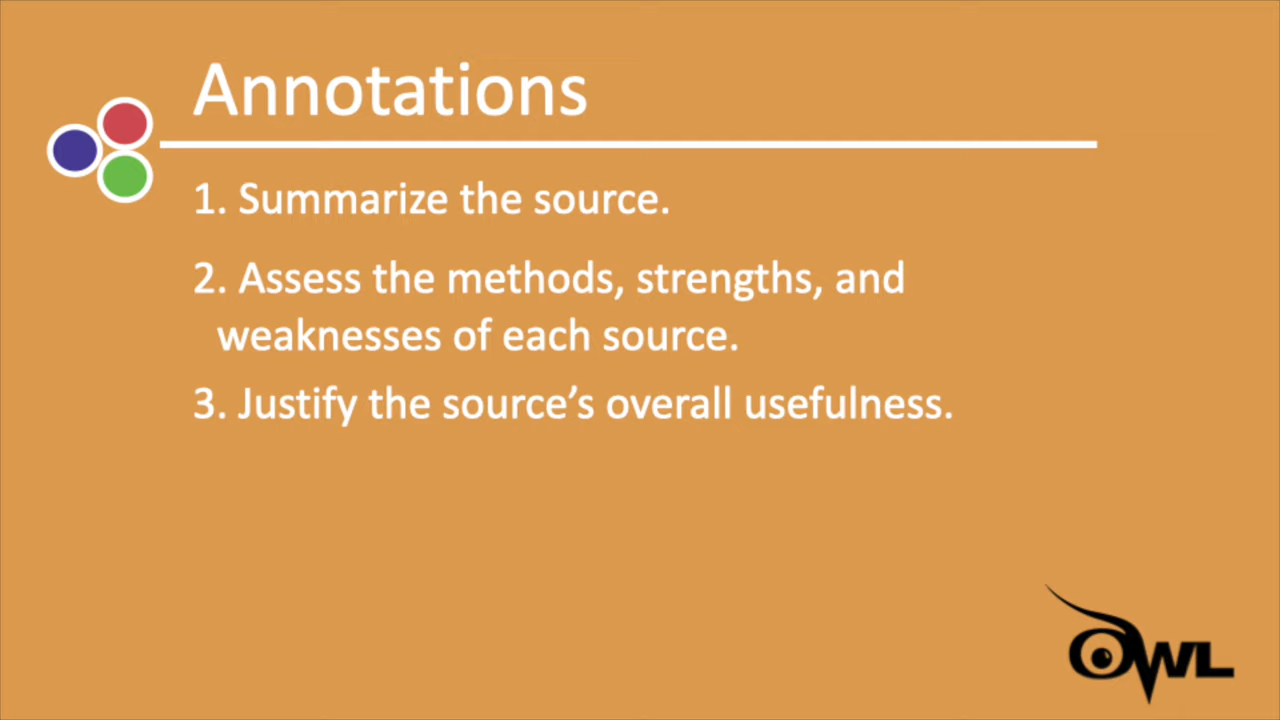 Annotations
1. Summarize the source.
2. Assess the methods, strengths, and
weaknesses of each source.
3. Justify the source’s overall usefulness.
OWL